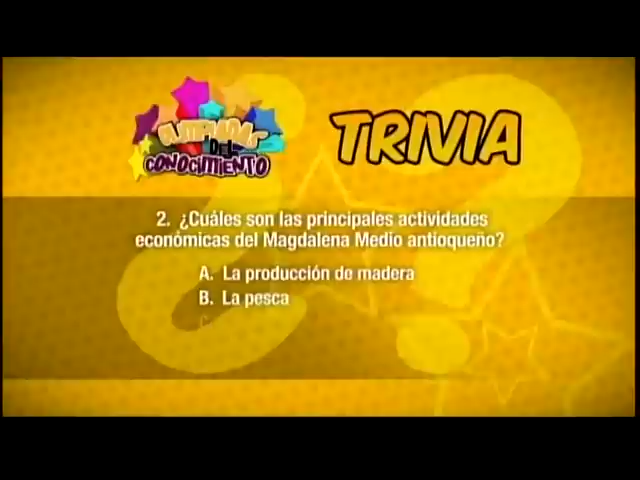 OLIMPIADAS
DEL
CONOCIMIENTO
TRIVIA
2. ¿Cuáles son las principales actividades
económicas del Magdalena Medio antioqueño?
A. La producción de madera
B. La pesca
C